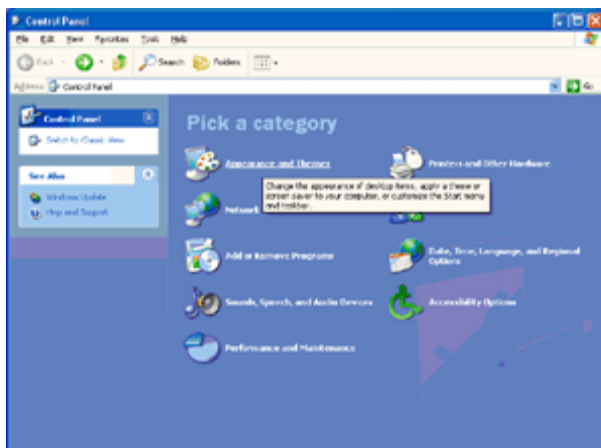 Control Panel
File Edit View Favorites Tools Help
Back Search Folders
Address Control Panel Go
Control Panel
Switch to Classic View
See Also
Windows Update
Help and Support
Pick a category
Appearance and Themes
Printers and Other Hardware
Change the appearance of desktop items, apply a theme or
screen saver to your computer, or customize the Start menu
and taskbar.
Network
Add or Remove Programs
Date, Time, Language, and Regional
Options
Sounds, Speech, and Audio Devices
Accessibility Options
Performance and Maintenance